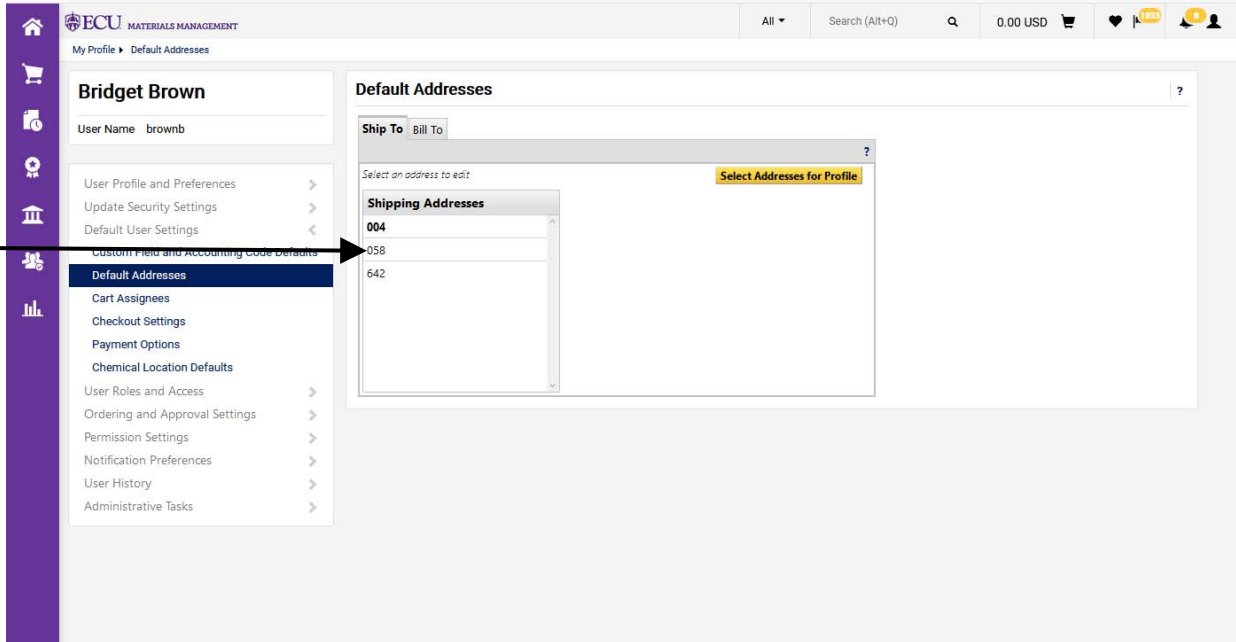 ECU MATERIALS MANAGEMENT
All
Search (Alt+Q)
0.00 USD
1833
8
My Profile
Default Addresses
Bridget Brown
User Name brownb
User Profile and Preferences
Update Security Settings
Default User Settings
Custom Field and Accounting Code Defaults
Default Addresses
Cart Assignees
Checkout Settings
Payment Options
Chemical Location Defaults
User Roles and Access
Ordering and Approval Settings
Permission Settings
Notification Preferences
User History
Administrative Tasks
Default Addresses
?
Ship To
Bill To
?
Select an address to edit
Select Addresses for Profile
Shipping Addresses
004
058
642